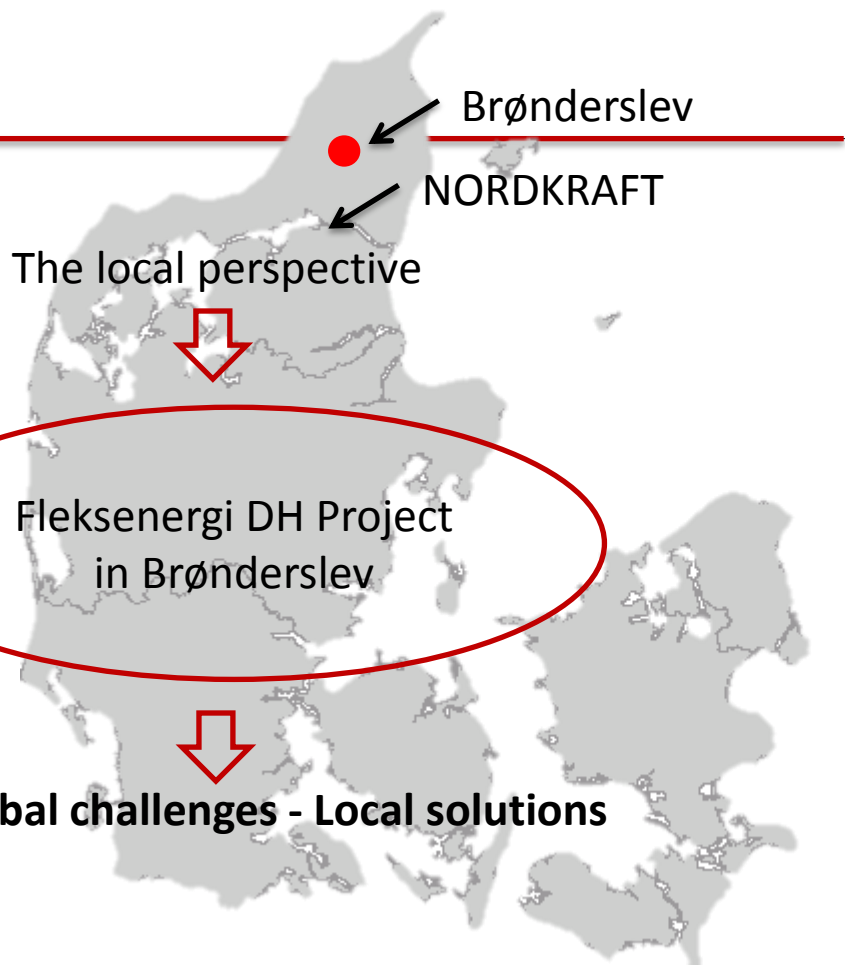 Brønderslev
NORDKRAFT
The local perspective
Fleksenergi DH Project
in Brønderslev
bal challenges - Local solutions